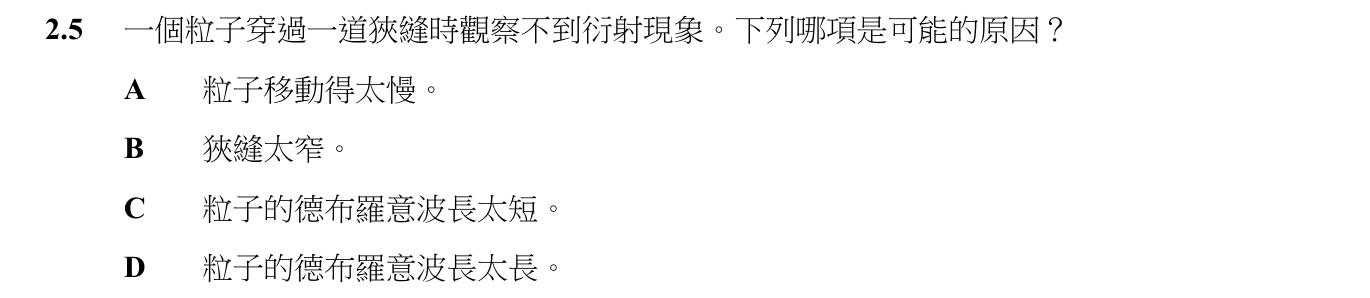 2.5 一個粒子穿過一道狹縫時觀察不到衍射現象。下列哪項是可能的原因？
A 粒子移動得太慢。
B 狹縫太窄。
C 粒子的德布羅意波長太短。
D 粒子的德布羅意波長太長。